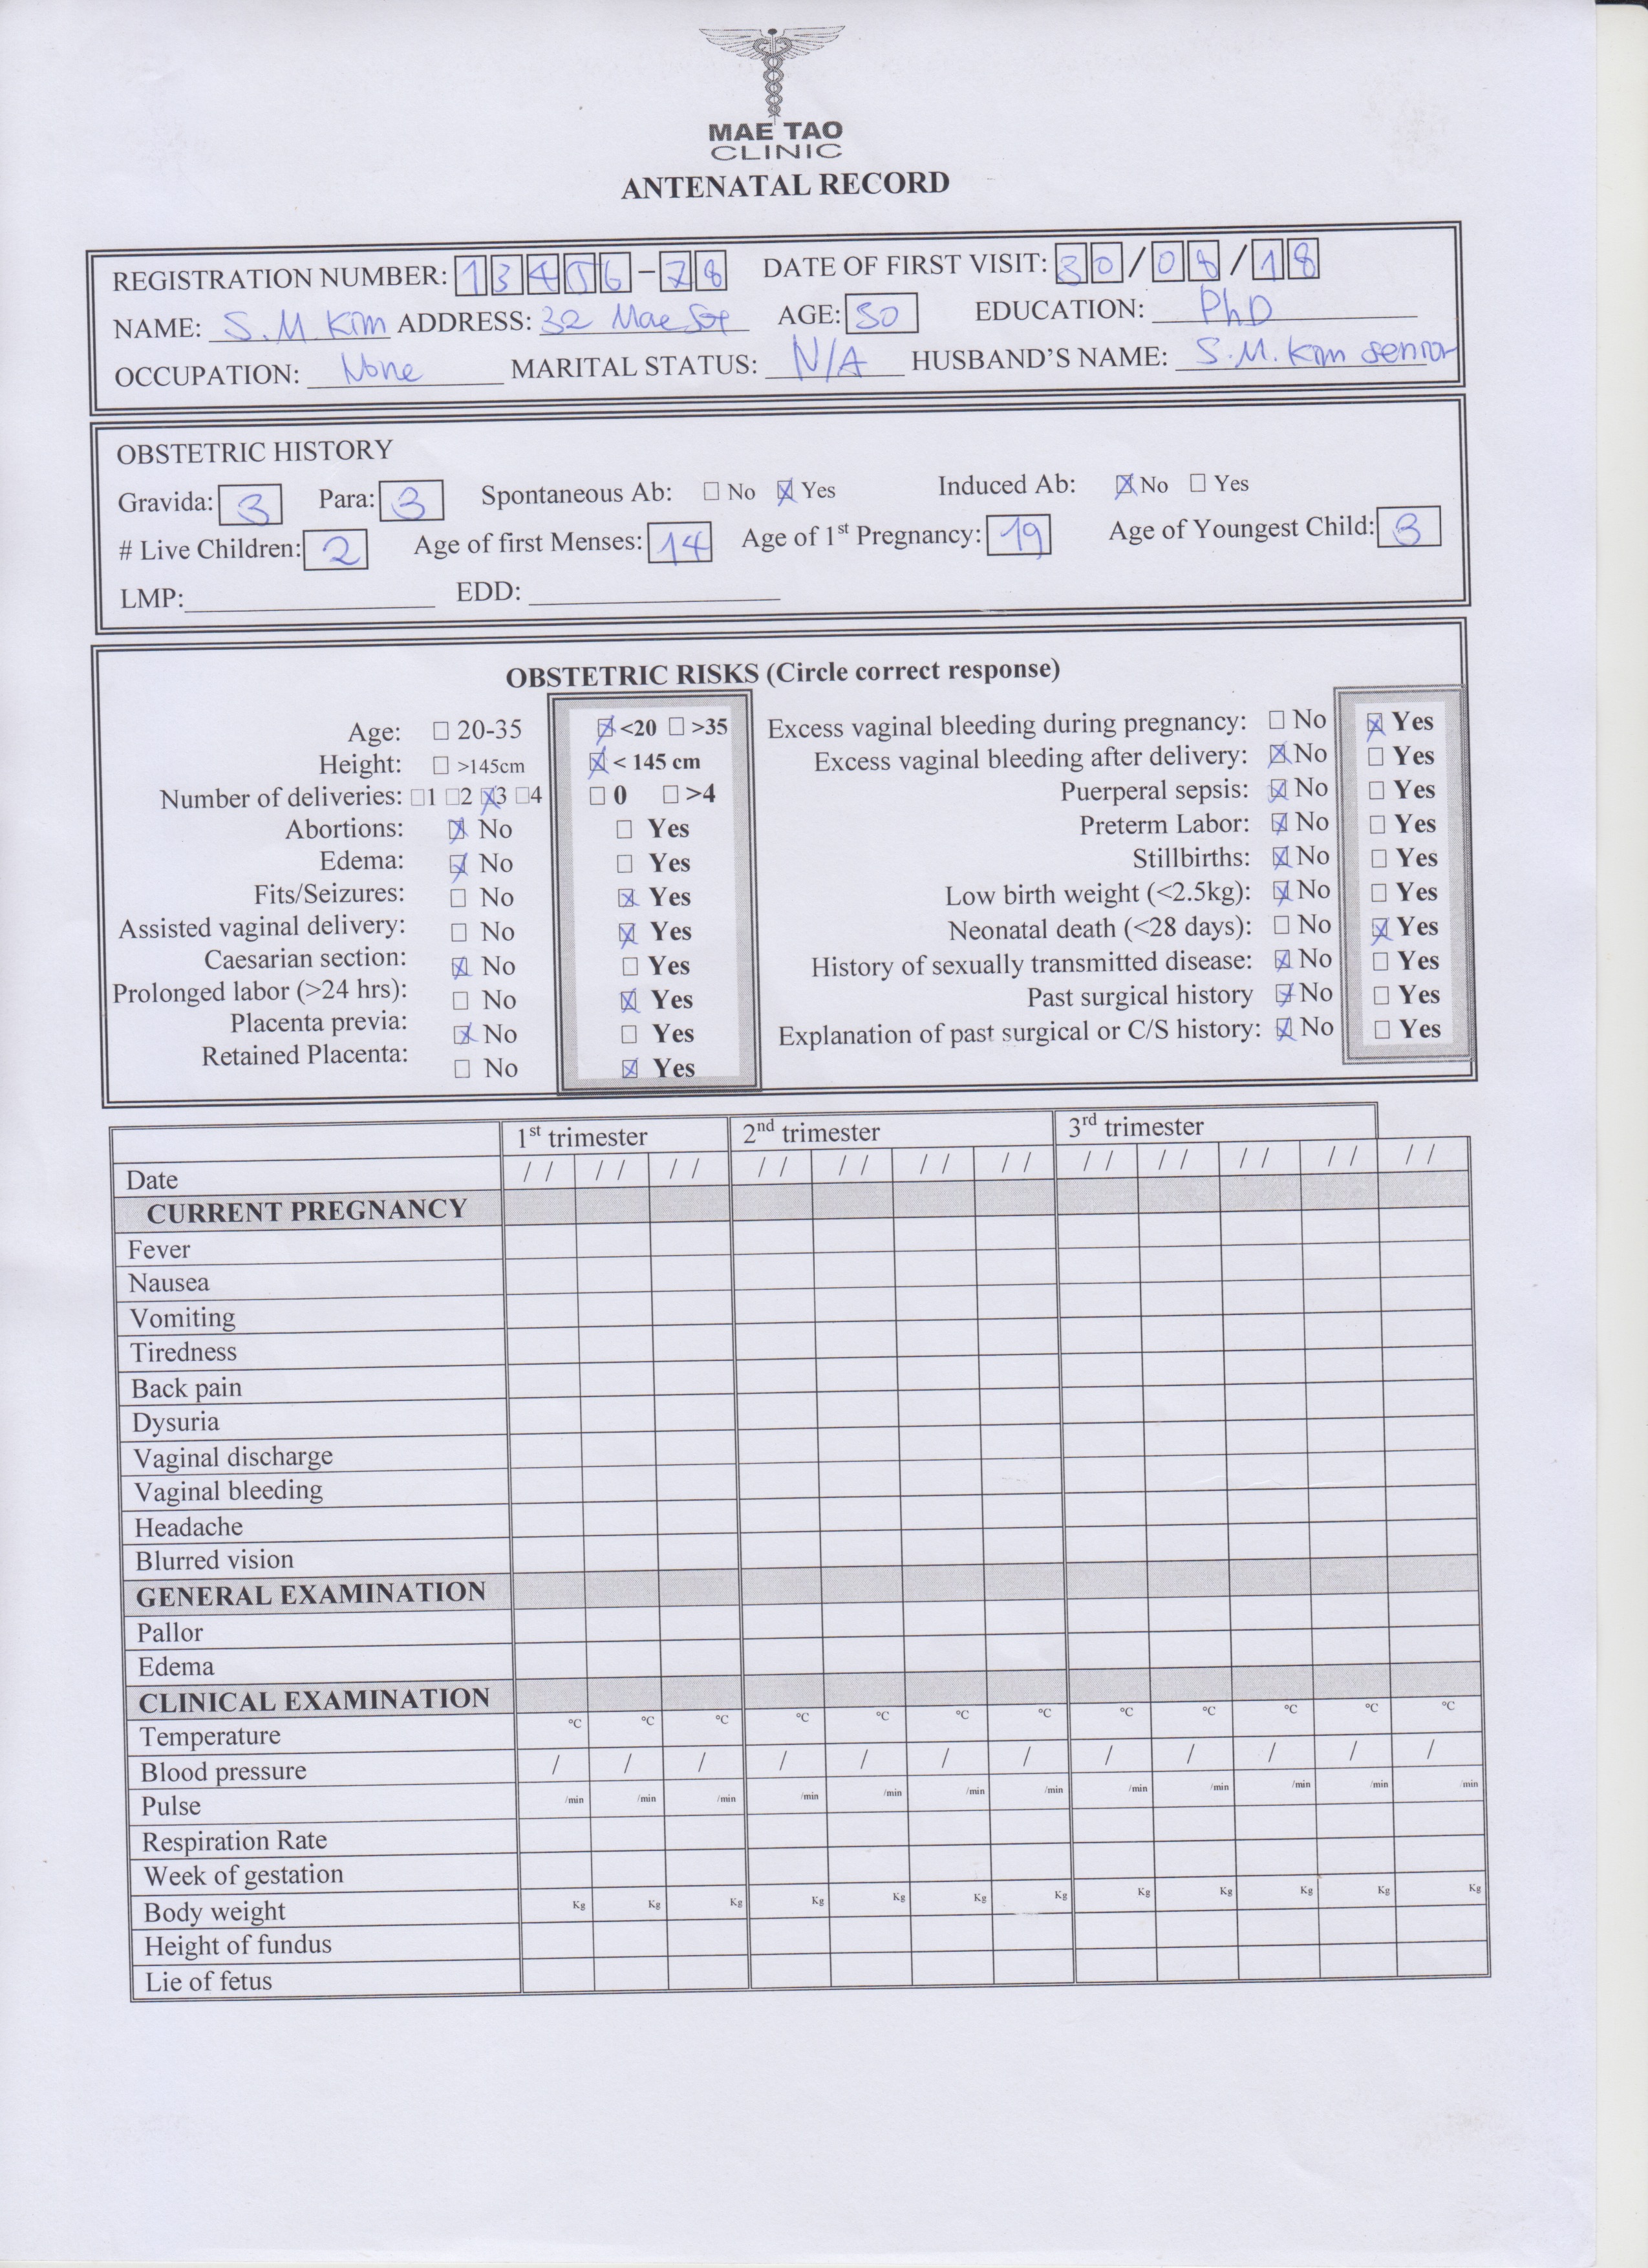 MAE TAO
CLINIC
ANTENATAL RECORD
REGISTRATION NUMBER: 13456-78 DATE OF FIRST VISIT: 30/08/18
NAME: S.M. Kim ADDRESS: 32 Mae AGE: EDUCATION: PhD
OCCUPATION: None MARITAL STATUS: N/A HUSBAND'S NAME: S.M. Kim senior
OBSTETRIC HISTORY
Gravida: 3 Para: 3 Spontaneous Ab: ☐ No ☒ Yes Induced Ab: ☒ No ☐ Yes
# Live Children: 2 Age of first Menses: 14 Age of 1st Pregnancy: 19 Age of Youngest Child: 3
LMP: EDD:
OBSTETRIC RISKS (Circle correct response)
Age: ☐ 20-35 ☒ <20 ☐ >35 Excess vaginal bleeding during pregnancy: ☐ No ☒ Yes
Height: ☐ >145cm ☒ < 145 cm Excess vaginal bleeding after delivery: ☒ No ☐ Yes
Number of deliveries: ☐1 ☐2 ☒3 ☐4 ☐ 0 ☐ >4 Puerperal sepsis: ☒ No ☐ Yes
Abortions: ☒ No ☐ Yes Preterm Labor: ☒ No ☐ Yes
Edema: ☒ No ☐ Yes Stillbirths: ☒ No ☐ Yes
Fits/Seizures: ☐ No ☒ Yes Low birth weight (<2.5kg): ☒ No ☐ Yes
Assisted vaginal delivery: ☐ No ☒ Yes Neonatal death (<28 days): ☐ No ☒ Yes
Caesarian section: ☒ No ☐ Yes History of sexually transmitted disease: ☒ No ☐ Yes
Prolonged labor (>24 hrs): ☐ No ☒ Yes Past surgical history ☒ No ☐ Yes
Placenta previa: ☒ No ☐ Yes Explanation of past surgical or C/S history: ☒ No ☐ Yes
Retained Placenta: ☐ No ☒ Yes
1st trimester 2nd trimester 3rd trimester
Date / / / / / / / / / / / / / / / / / / / / / / / /
CURRENT PREGNANCY
Fever
Nausea
Vomiting
Tiredness
Back pain
Dysuria
Vaginal discharge
Vaginal bleeding
Headache
Blurred vision
GENERAL EXAMINATION
Pallor
Edema
CLINICAL EXAMINATION
Temperature °C °C °C °C °C °C °C °C °C °C °C °C
Blood pressure / / / / / / / / / / / /
Pulse /min /min /min /min /min /min /min /min /min /min /min /min
Respiration Rate
Week of gestation
Body weight Kg Kg Kg Kg Kg Kg Kg Kg Kg Kg Kg Kg
Height of fundus
Lie of fetus